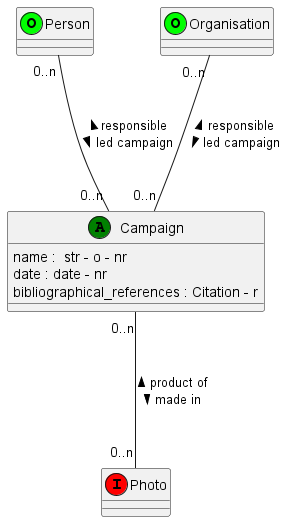 O Person
O Organisation
0..n
0..n
responsible
led campaign
responsible
led campaign
0..n
0..n
A Campaign
name :  str - o - nr
date : date - nr
bibliographical_references : Citation - r
0..n
product of
made in
0..n
I Photo